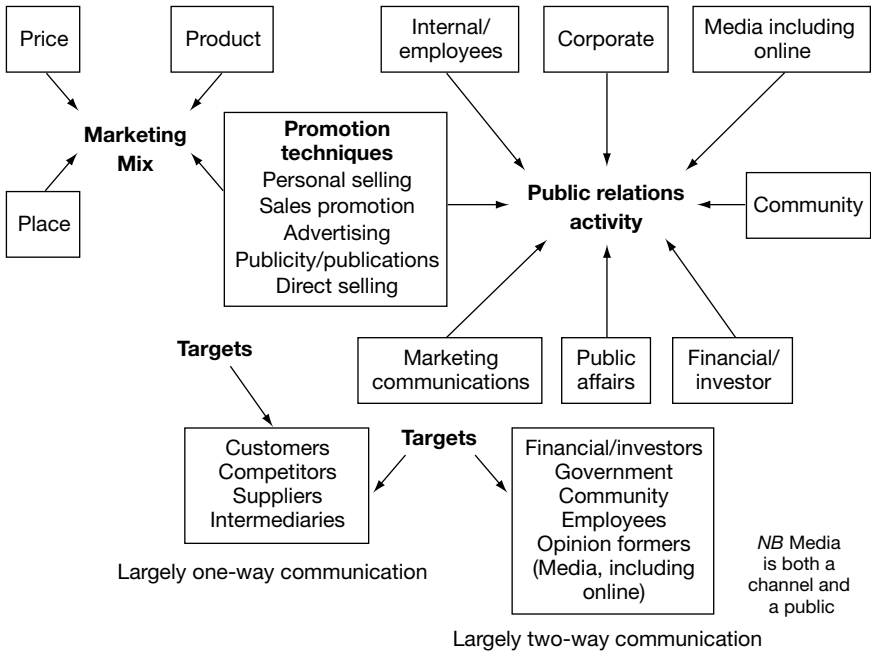 Price
Product
Internal/
employees
Corporate
Media including
online
Marketing
Mix
Promotion
techniques
Personal selling
Sales promotion
Advertising
Publicity/publications
Direct selling
Public relations
activity
Community
Place
Marketing
communications
Public
affairs
Financial/
investor
Targets
Customers
Competitors
Suppliers
Intermediaries
Largely one-way communication
Targets
Financial/investors
Government
Community
Employees
Opinion formers
(Media, including
online)
Largely two-way communication
NB Media
is both a
channel and
a public